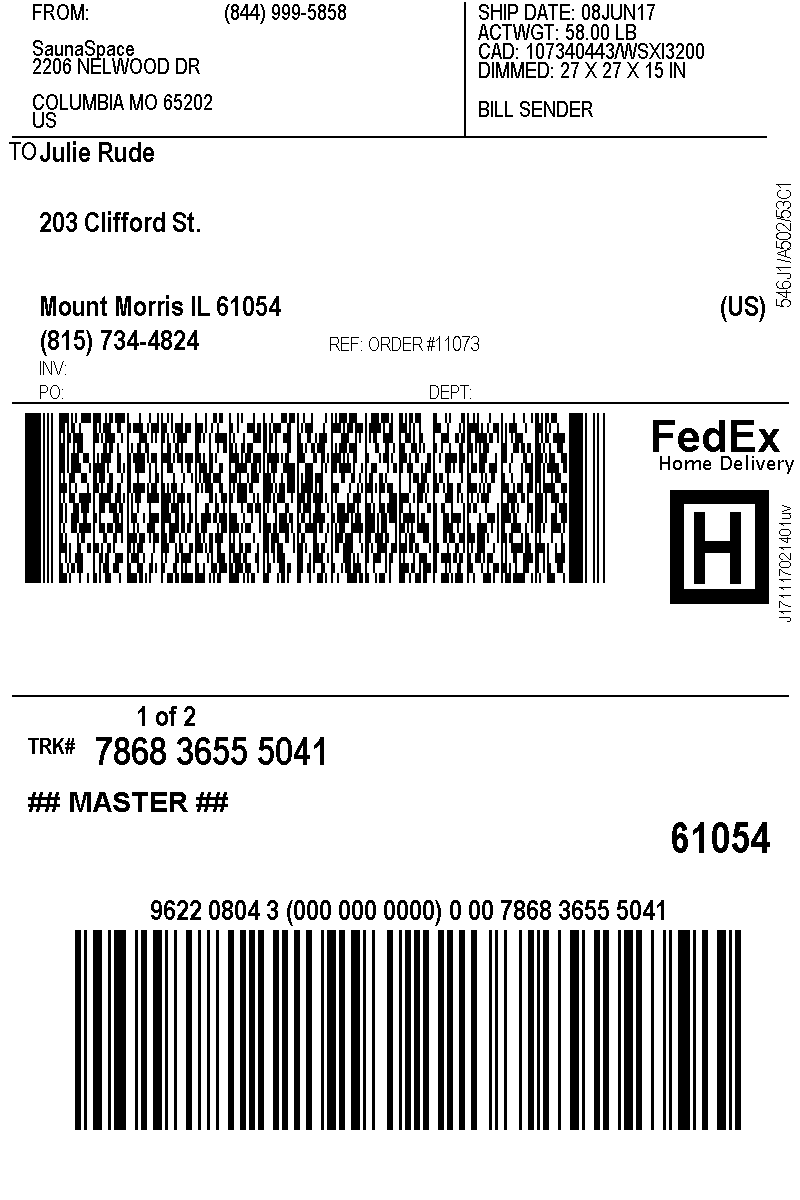 FROM: (844) 999-5858
SaunaSpace
2206 NELWOOD DR
COLUMBIA MO 65202
US
SHIP DATE: 08JUN17
ACTWGT: 58.00 LB
CAD: 107340443/WSXI3200
DIMMED: 27 X 27 X 15 IN
BILL SENDER
TO Julie Rude
203 Clifford St.
Mount Morris IL 61054 (US)
(815) 734-4824 REF: ORDER #11073
INV:
PO: DEPT:
546J1/A502/53C1
FedEx
Home Delivery
H
J171117021401uv
1 of 2
TRK# 7868 3655 5041
## MASTER ##
61054
9622 0804 3 (000 000 0000) 0 00 7868 3655 5041